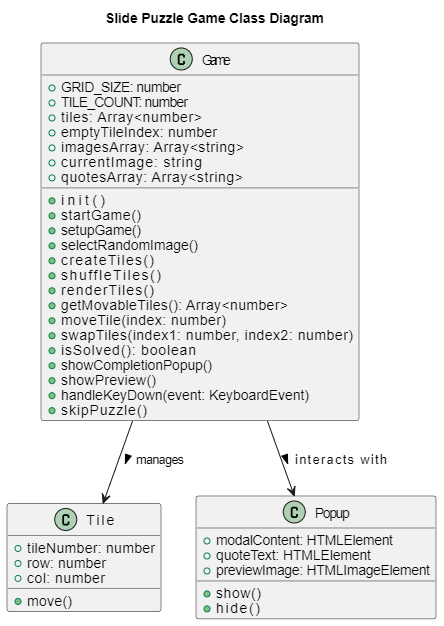 Slide Puzzle Game Class Diagram
C Game
GRID_SIZE: number
TILE_COUNT: number
tiles: Array<number>
emptyTileIndex: number
imagesArray: Array<string>
currentImage: string
quotesArray: Array<string>
init()
startGame()
setupGame()
selectRandomImage()
createTiles()
shuffleTiles()
renderTiles()
getMovableTiles(): Array<number>
moveTile(index: number)
swapTiles(index1: number, index2: number)
isSolved(): boolean
showCompletionPopup()
showPreview()
handleKeyDown(event: KeyboardEvent)
skipPuzzle()
manages
interacts with
C Tile
tileNumber: number
row: number
col: number
move()
C Popup
modalContent: HTMLElement
quoteText: HTMLElement
previewImage: HTMLImageElement
show()
hide()